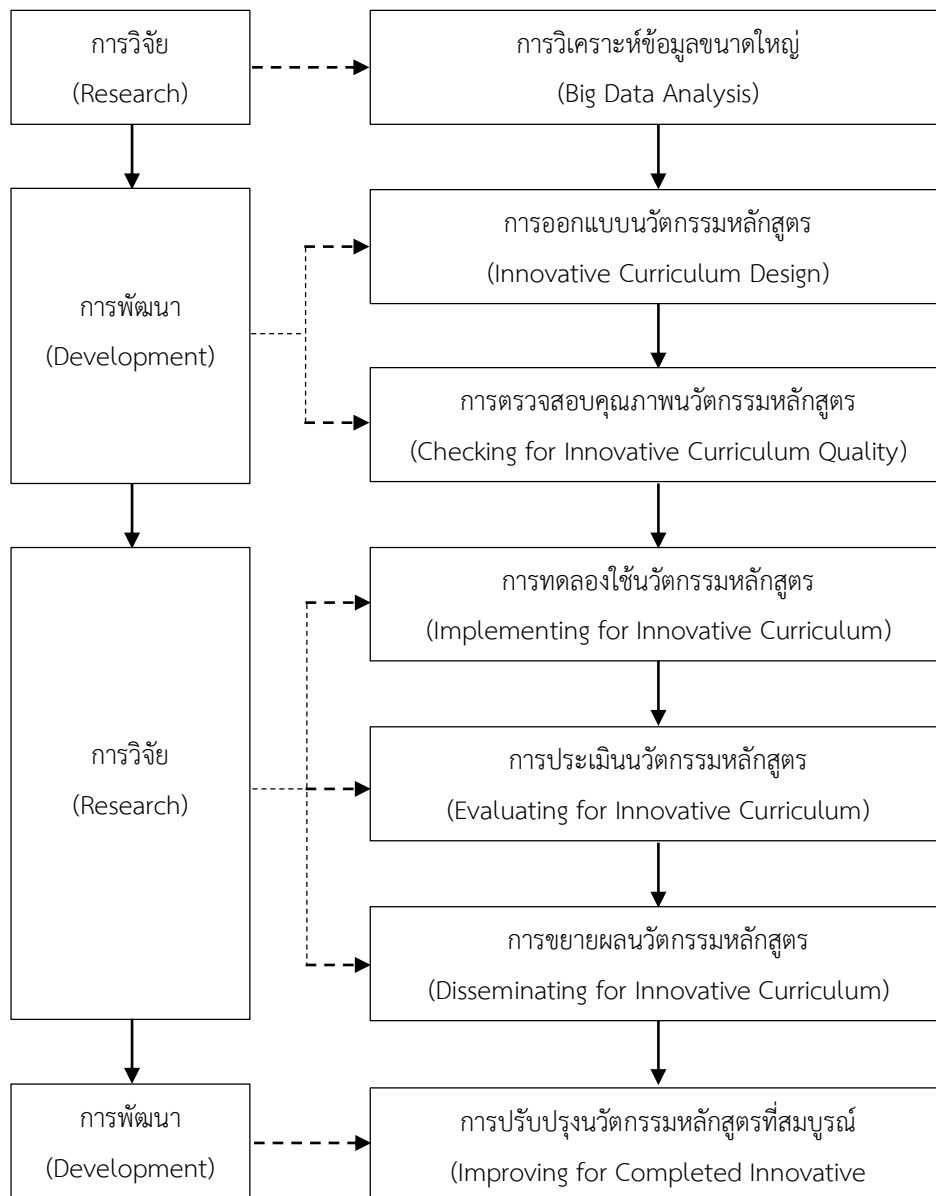 การวิจัย
(Research)
การวิเคราะห์ข้อมูลขนาดใหญ่
(Big Data Analysis)
การพัฒนา
(Development)
การออกแบบนวัตกรรมหลักสูตร
(Innovative Curriculum Design)
การตรวจสอบคุณภาพนวัตกรรมหลักสูตร
(Checking for Innovative Curriculum Quality)
การวิจัย
(Research)
การทดลองใช้นวัตกรรมหลักสูตร
(Implementing for Innovative Curriculum)
การประเมินนวัตกรรมหลักสูตร
(Evaluating for Innovative Curriculum)
การขยายผลนวัตกรรมหลักสูตร
(Disseminating for Innovative Curriculum)
การพัฒนา
(Development)
การปรับปรุงนวัตกรรมหลักสูตรที่สมบูรณ์
(Improving for Completed Innovative